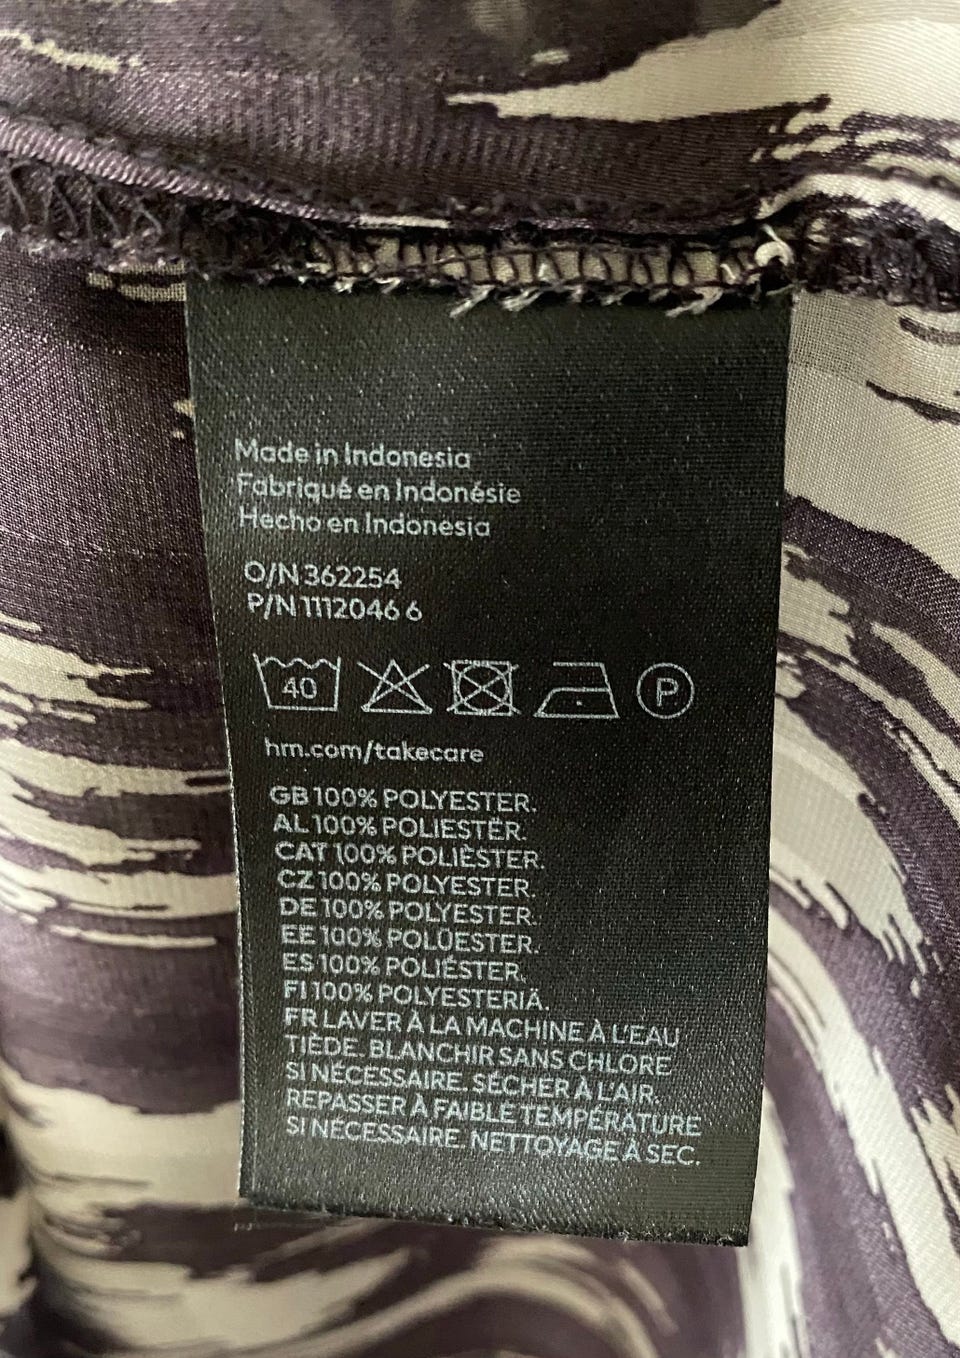 Made in Indonesia
Fabriqué en Indonésie
Hecho en Indonesia
O/N 362254
P/N 1112046 6
40
P
hm.com/takecare
GB 100% POLYESTER.
AL 100% POLIESTËR.
CAT 100% POLIÈSTER.
CZ 100% POLYESTER.
DE 100% POLYESTER.
EE 100% POLÜESTER.
ES 100% POLIÉSTER.
FI 100% POLYESTERIÄ.
FR LAVER À LA MACHINE À L'EAU
TIÈDE. BLANCHIR SANS CHLORE
SI NÉCESSAIRE. SÉCHER À L'AIR.
REPASSER À FAIBLE TEMPÉRATURE
SI NÉCESSAIRE. NETTOYAGE À SEC.